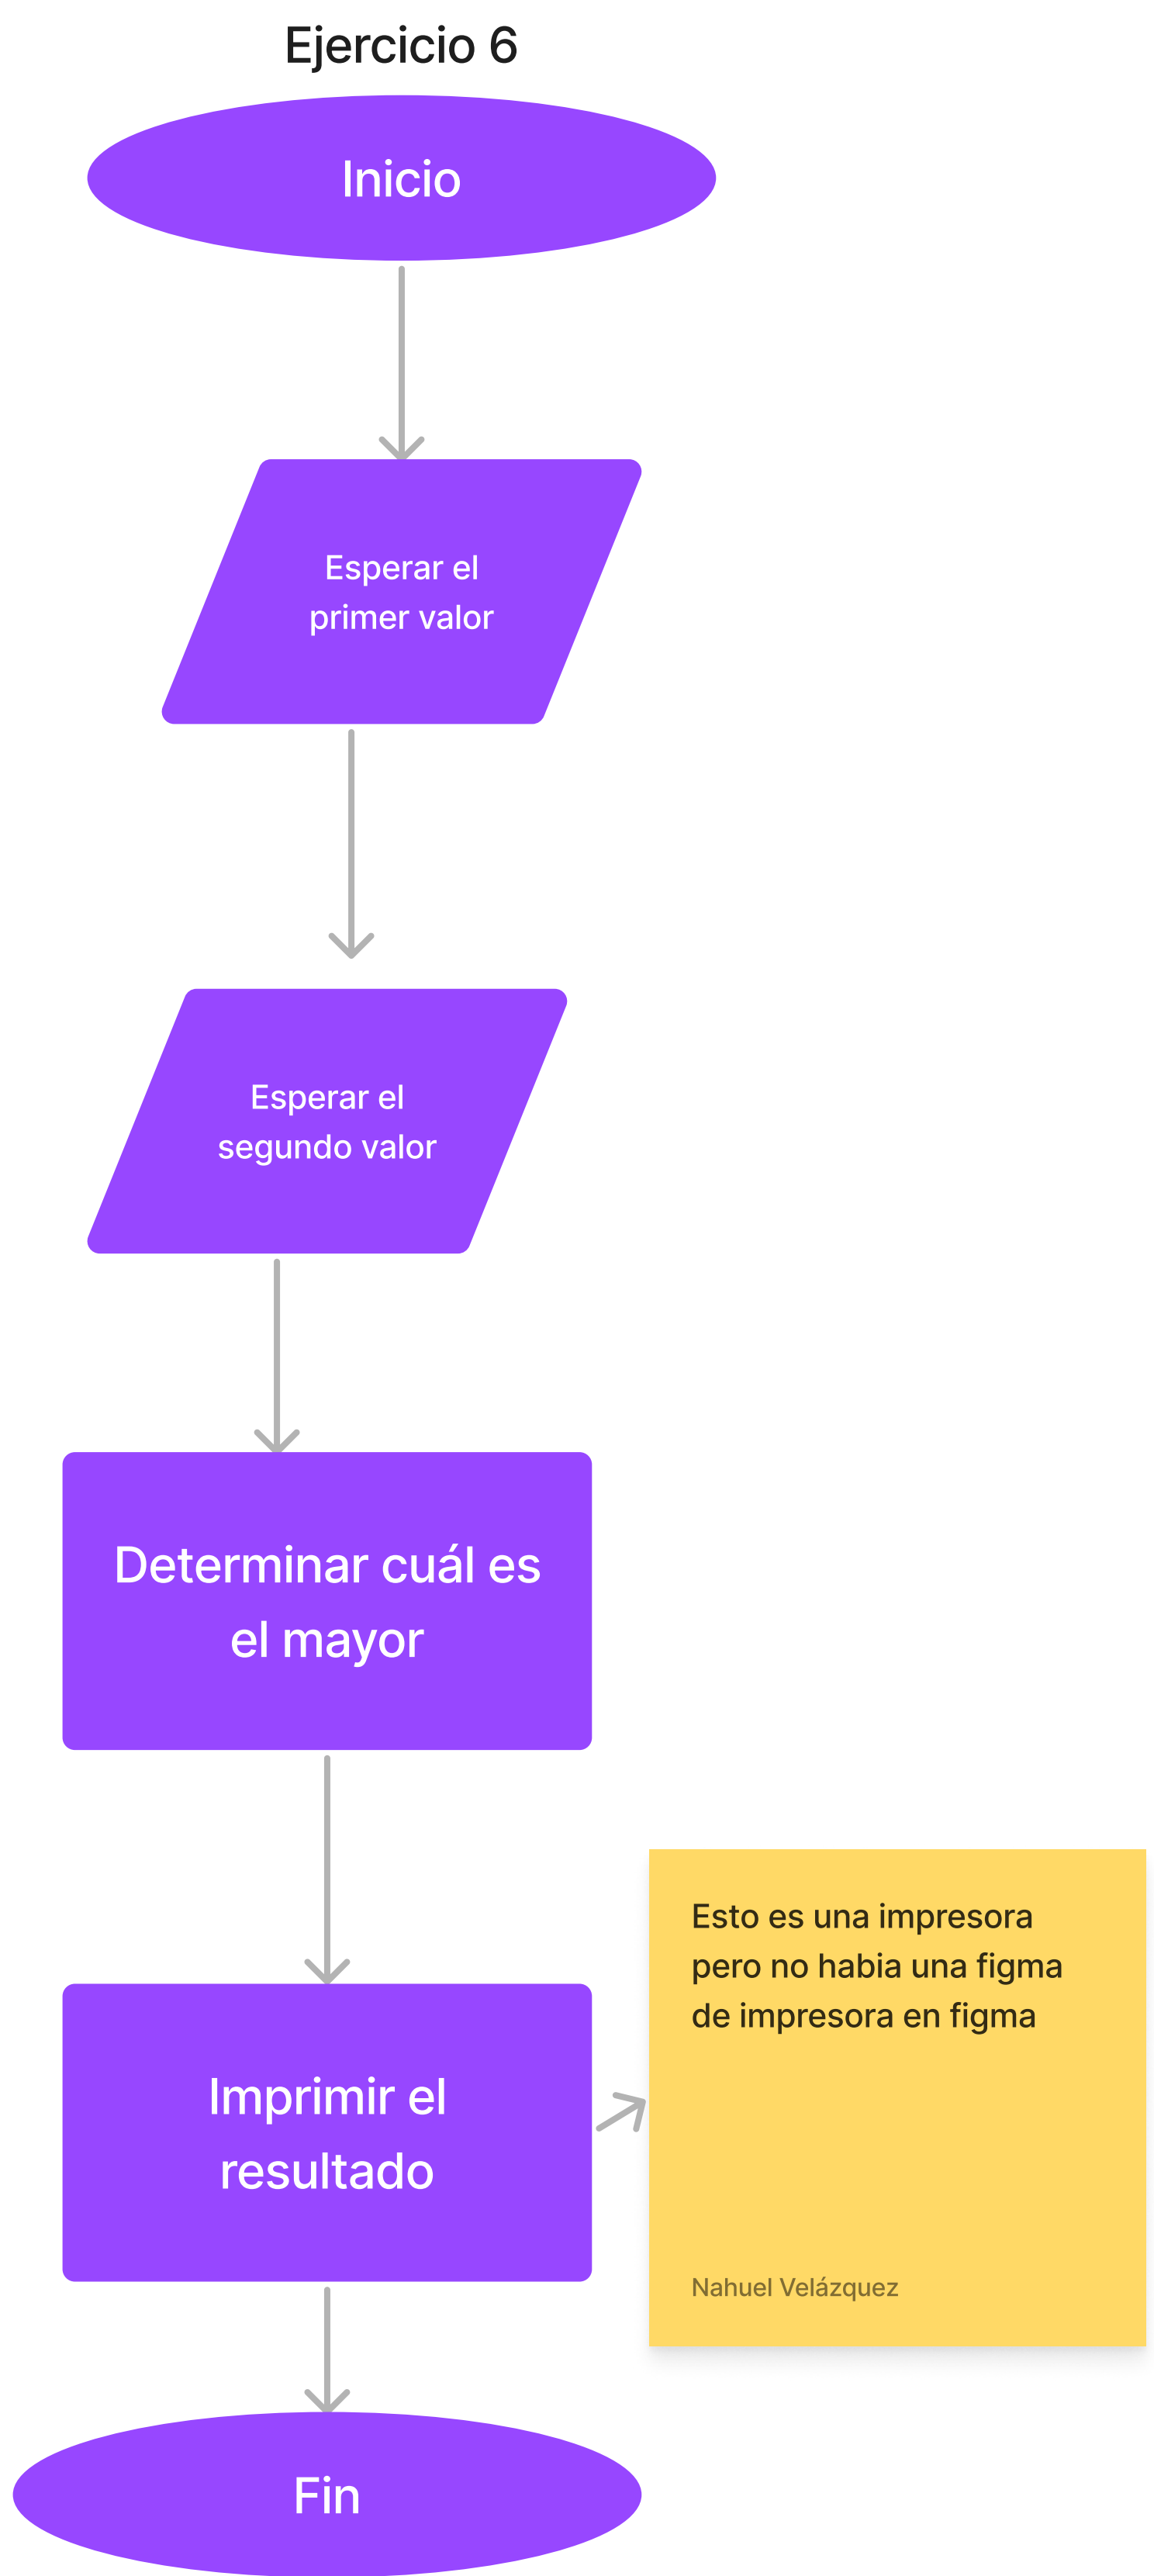 Ejercicio 6
Inicio
Esperar el
primer valor
Esperar el
segundo valor
Determinar cuál es
el mayor
Esto es una impresora
pero no habia una figma
de impresora en figma
Imprimir el
resultado
Nahuel Velázquez
Fin